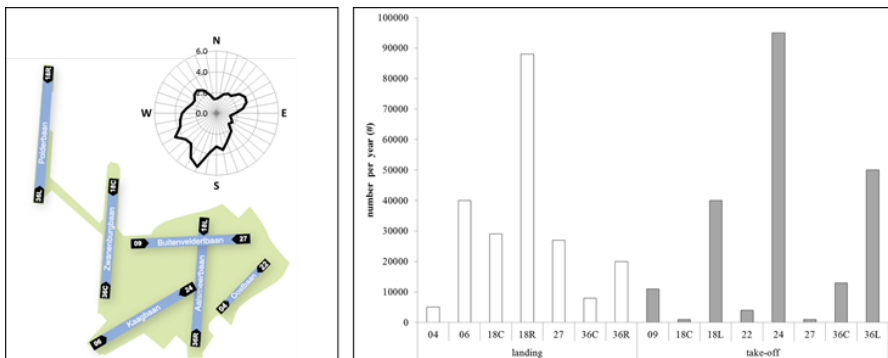 N
6.0
4.0
2.0
0.0
W
E
S
18R
Polderbaan
36L
18C
Zwanenburgbaan
36C
18L
09
Buitenveldertbaan
27
Aalsmeerbaan
22
Oostbaan
04
24
Kaagbaan
06
36R
100000
90000
80000
70000
60000
50000
40000
30000
20000
10000
0
number per year (#)
04 06 18C 18R 27 36C 36R 09 18C 18L 22 24 27 36C 36L
landing take-off